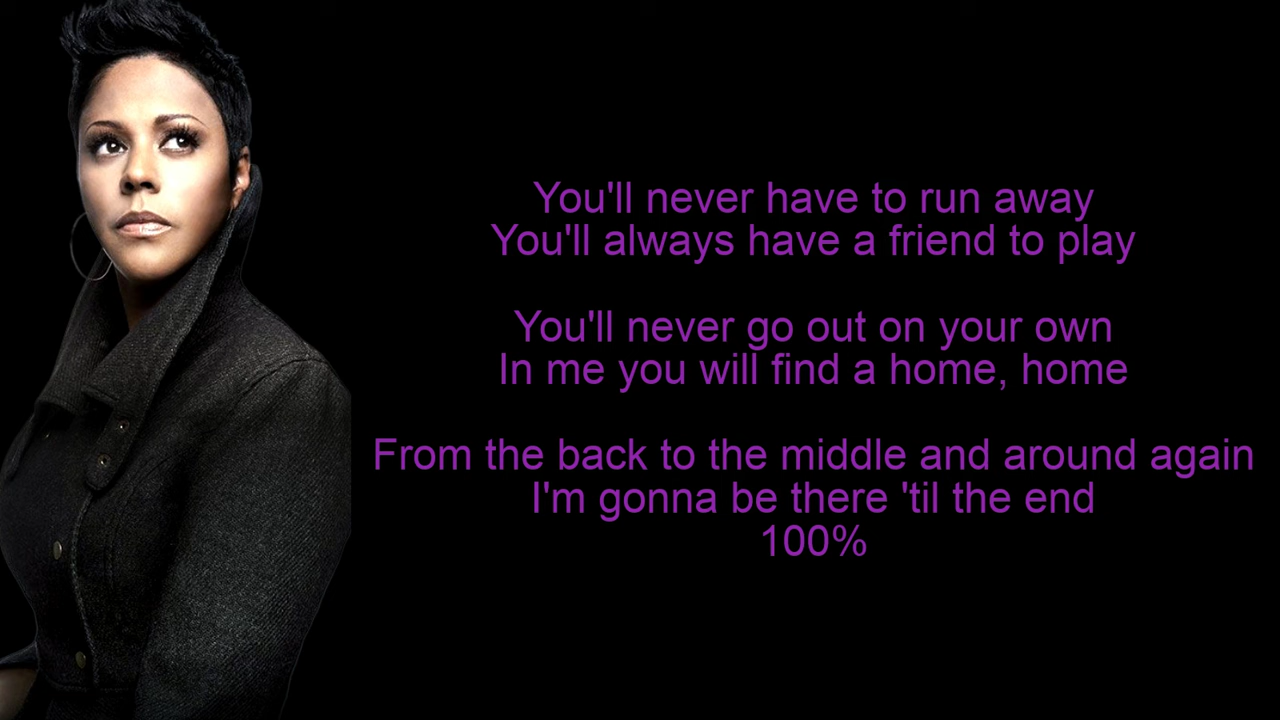 You'll never have to run away
You'll always have a friend to play
You'll never go out on your own
In me you will find a home, home
From the back to the middle and around again
I'm gonna be there 'til the end
100%